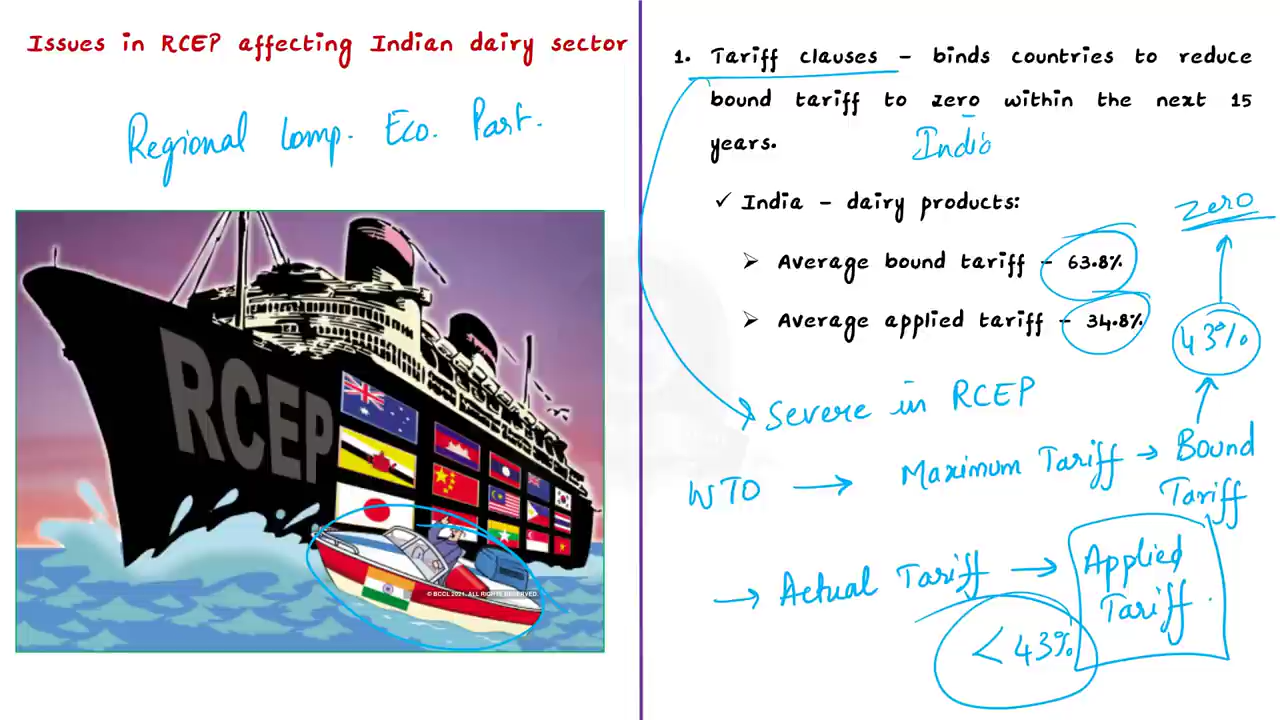 Issues in RCEP affecting Indian dairy sector
Regional Comp. Eco. Part.
RCEP
© BCCL 2021. ALL RIGHTS RESERVED.
1. Tariff clauses – binds countries to reduce
bound tariff to zero within the next 15
years.
India
✓ India – dairy products:
zero
➢ Average bound tariff – 63.8%
➢ Average applied tariff – 34.8%
43%
Severe in RCEP
WTO → Maximum Tariff → Bound
Tariff
→ Actual Tariff → Applied
Tariff
< 43%